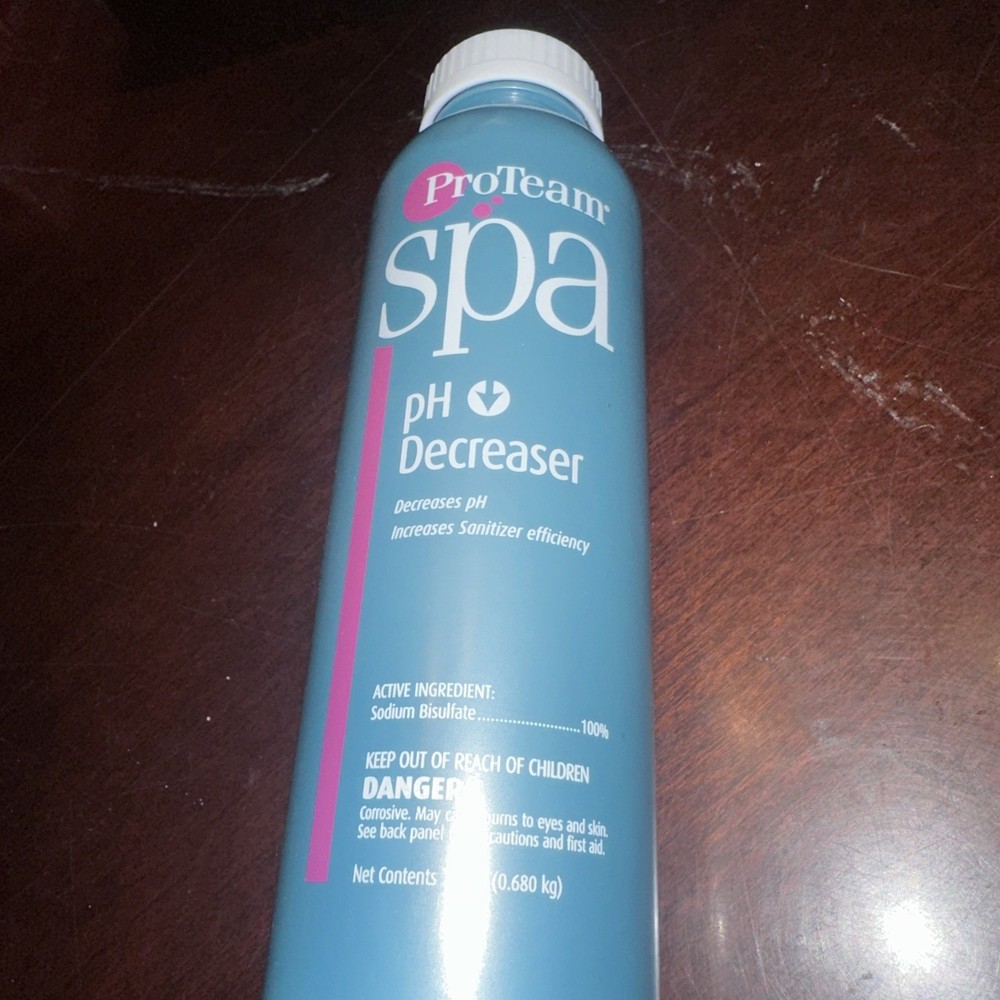 ProTeam
spa
pH
Decreaser
Decreases pH
Increases Sanitizer efficiency
ACTIVE INGREDIENT:
Sodium Bisulfate.......................100%
KEEP OUT OF REACH OF CHILDREN
DANGER
Corrosive. May burns to eyes and skin.
See back panel and first aid.
Net Contents (0.680 kg)